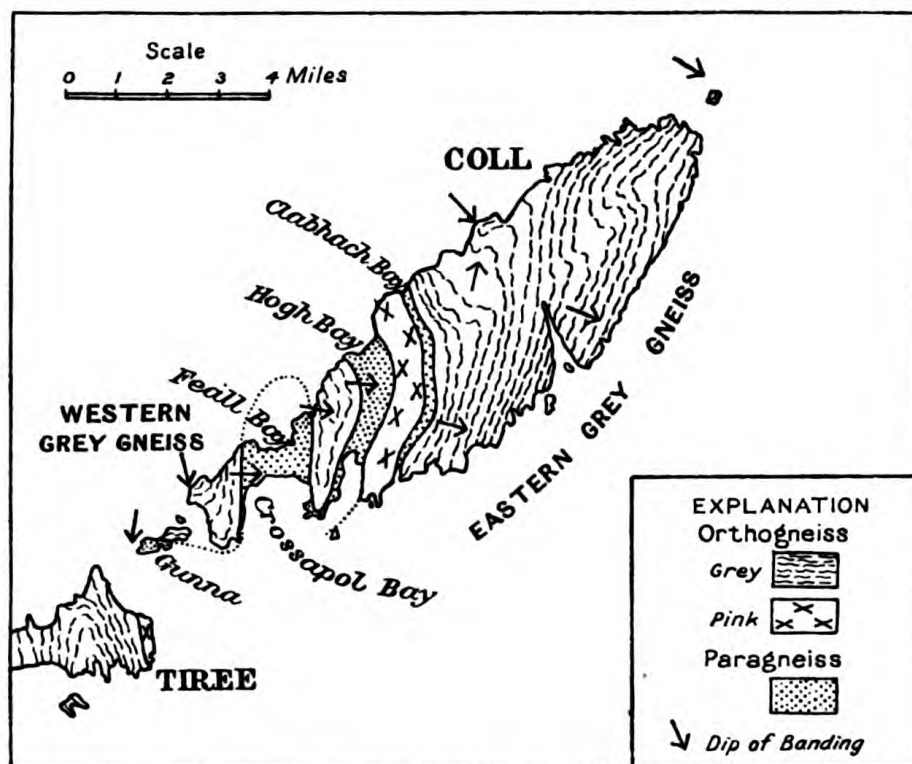 Scale
0 1 2 3 4 Miles
COLL
Clabhach Bay
Hogh Bay
Feaill Bay
WESTERN
GREY GNEISS
EASTERN GREY GNEISS
Crossapol Bay
Gunna
TIREE
EXPLANATION
Orthogneiss
Grey
Pink
Paragneiss
Dip of Banding